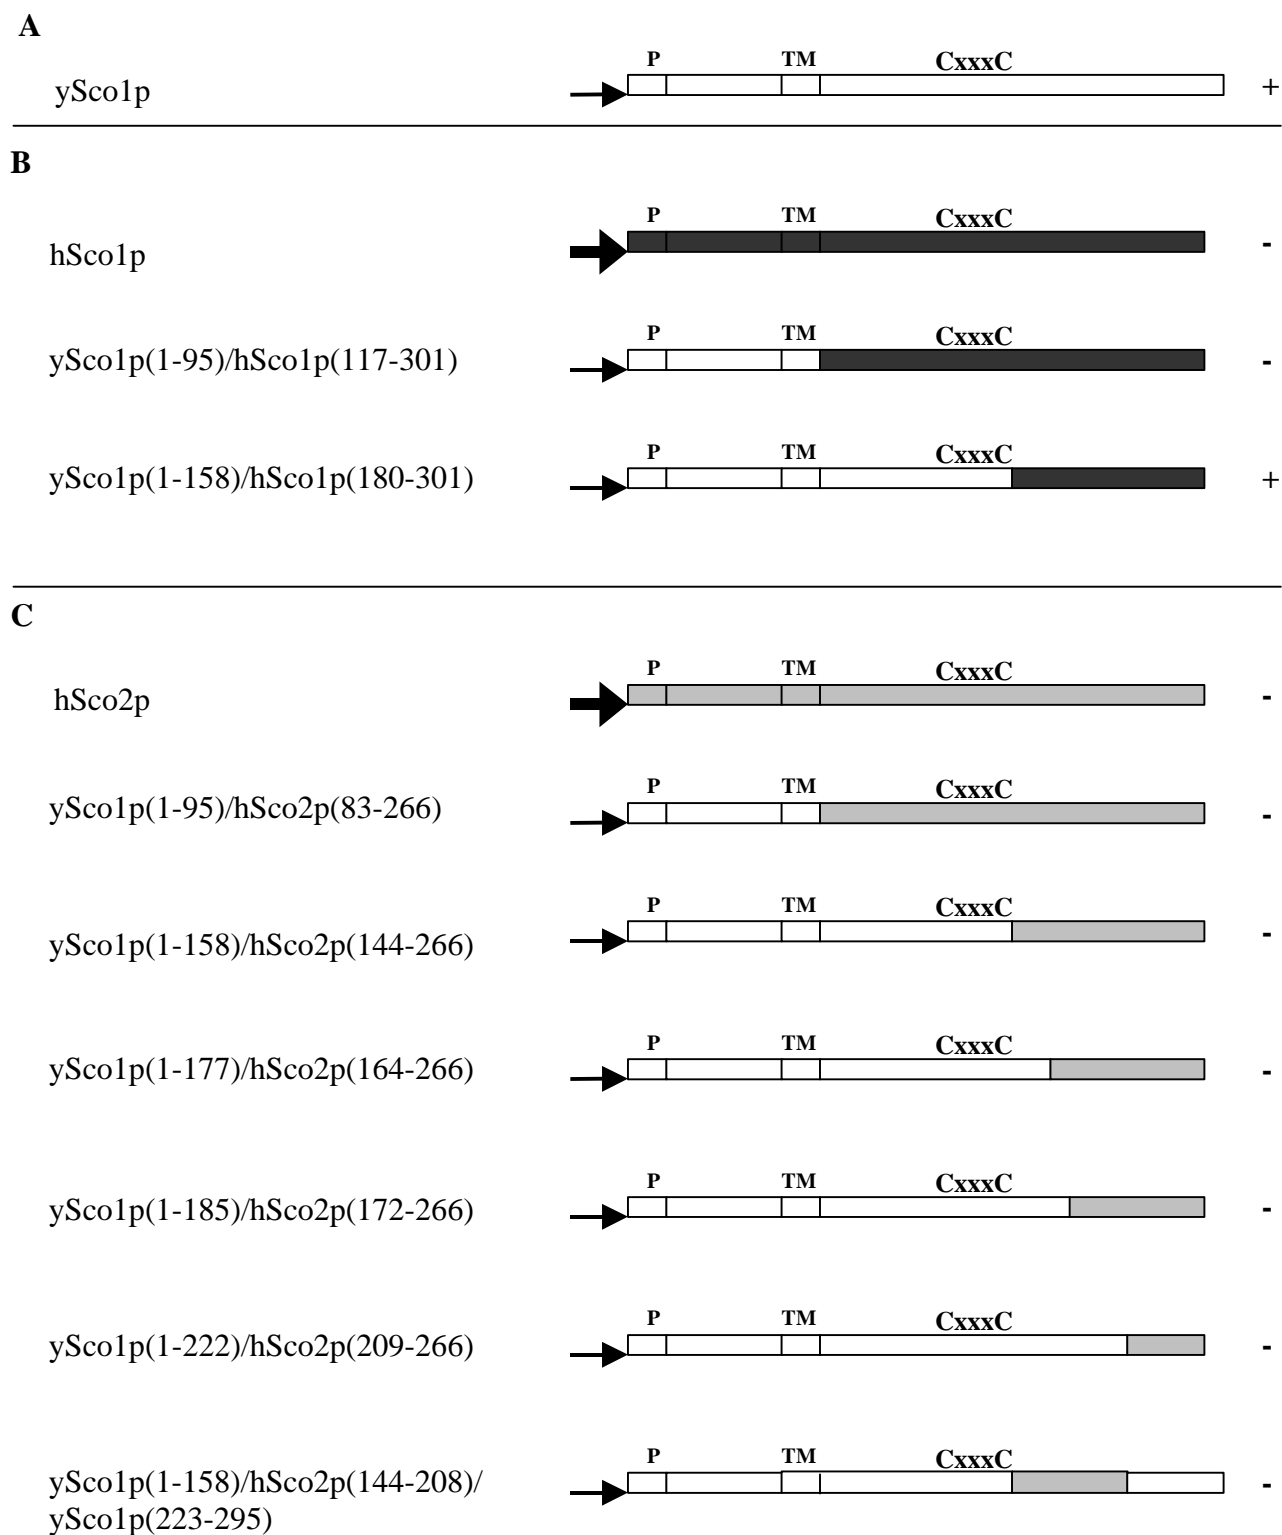 A
P TM CxxxC
ySco1p +
B
P TM CxxxC
hSco1p -
P TM CxxxC
ySco1p(1-95)/hSco1p(117-301) -
P TM CxxxC
ySco1p(1-158)/hSco1p(180-301) +
C
P TM CxxxC
hSco2p -
P TM CxxxC
ySco1p(1-95)/hSco2p(83-266) -
P TM CxxxC
ySco1p(1-158)/hSco2p(144-266) -
P TM CxxxC
ySco1p(1-177)/hSco2p(164-266) -
P TM CxxxC
ySco1p(1-185)/hSco2p(172-266) -
P TM CxxxC
ySco1p(1-222)/hSco2p(209-266) -
P TM CxxxC
ySco1p(1-158)/hSco2p(144-208)/ -
ySco1p(223-295)